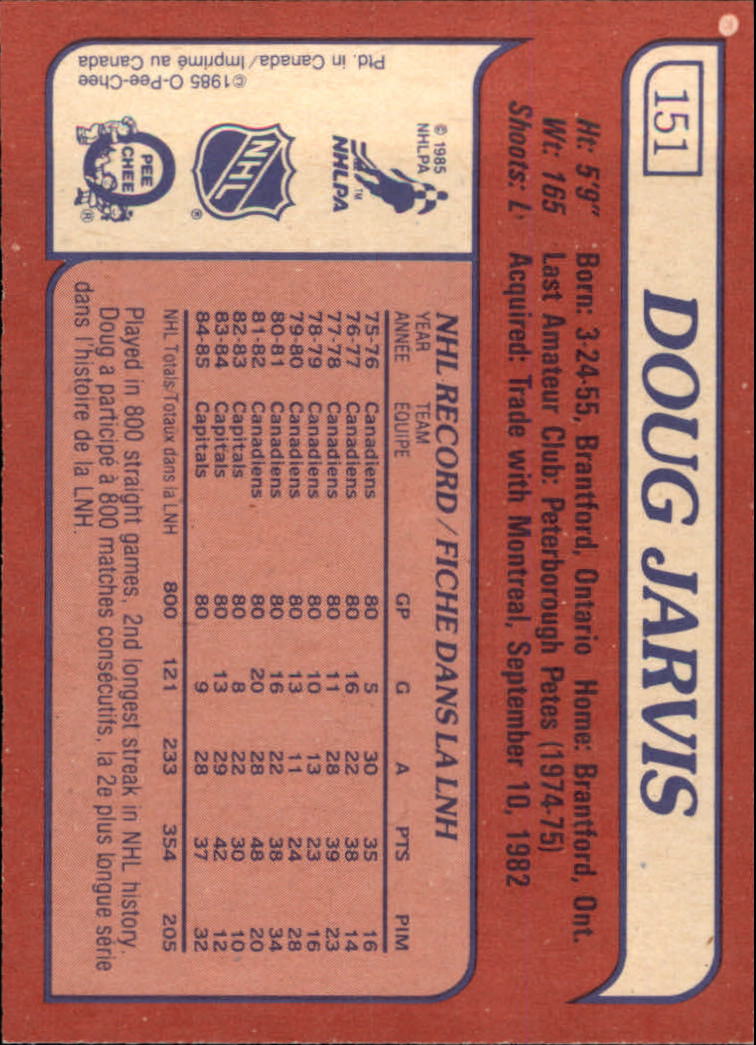 151
DOUG JARVIS
Ht: 5'9" Born: 3-24-55, Brantford, Ontario Home: Brantford, Ont.
Wt: 165 Last Amateur Club: Peterborough Petes (1974-75)
Shoots: L Acquired: Trade with Montreal, September 10, 1982
© 1985
NHLPA
NHLPA™
NHL®
O
PEE
CHEE®
©1985 O-Pee-Chee
Ptd. in Canada/Imprimé au Canada
NHL RECORD / FICHE DANS LA LNH
YEAR TEAM
ANNÉE ÉQUIPE GP G A PTS PIM
75-76 Canadiens 80 5 30 35 16
76-77 Canadiens 80 16 22 38 14
77-78 Canadiens 80 11 28 39 23
78-79 Canadiens 80 10 13 23 16
79-80 Canadiens 80 13 11 24 28
80-81 Canadiens 80 16 22 38 34
81-82 Canadiens 80 20 28 48 20
82-83 Capitals 80 8 22 30 10
83-84 Capitals 80 13 29 42 12
84-85 Capitals 80 9 28 37 32
NHL Totals/Totaux dans la LNH 800 121 233 354 205
Played in 800 straight games, 2nd longest streak in NHL history.
Doug a participé à 800 matches consécutifs, la 2e plus longue série
dans l'histoire de la LNH.